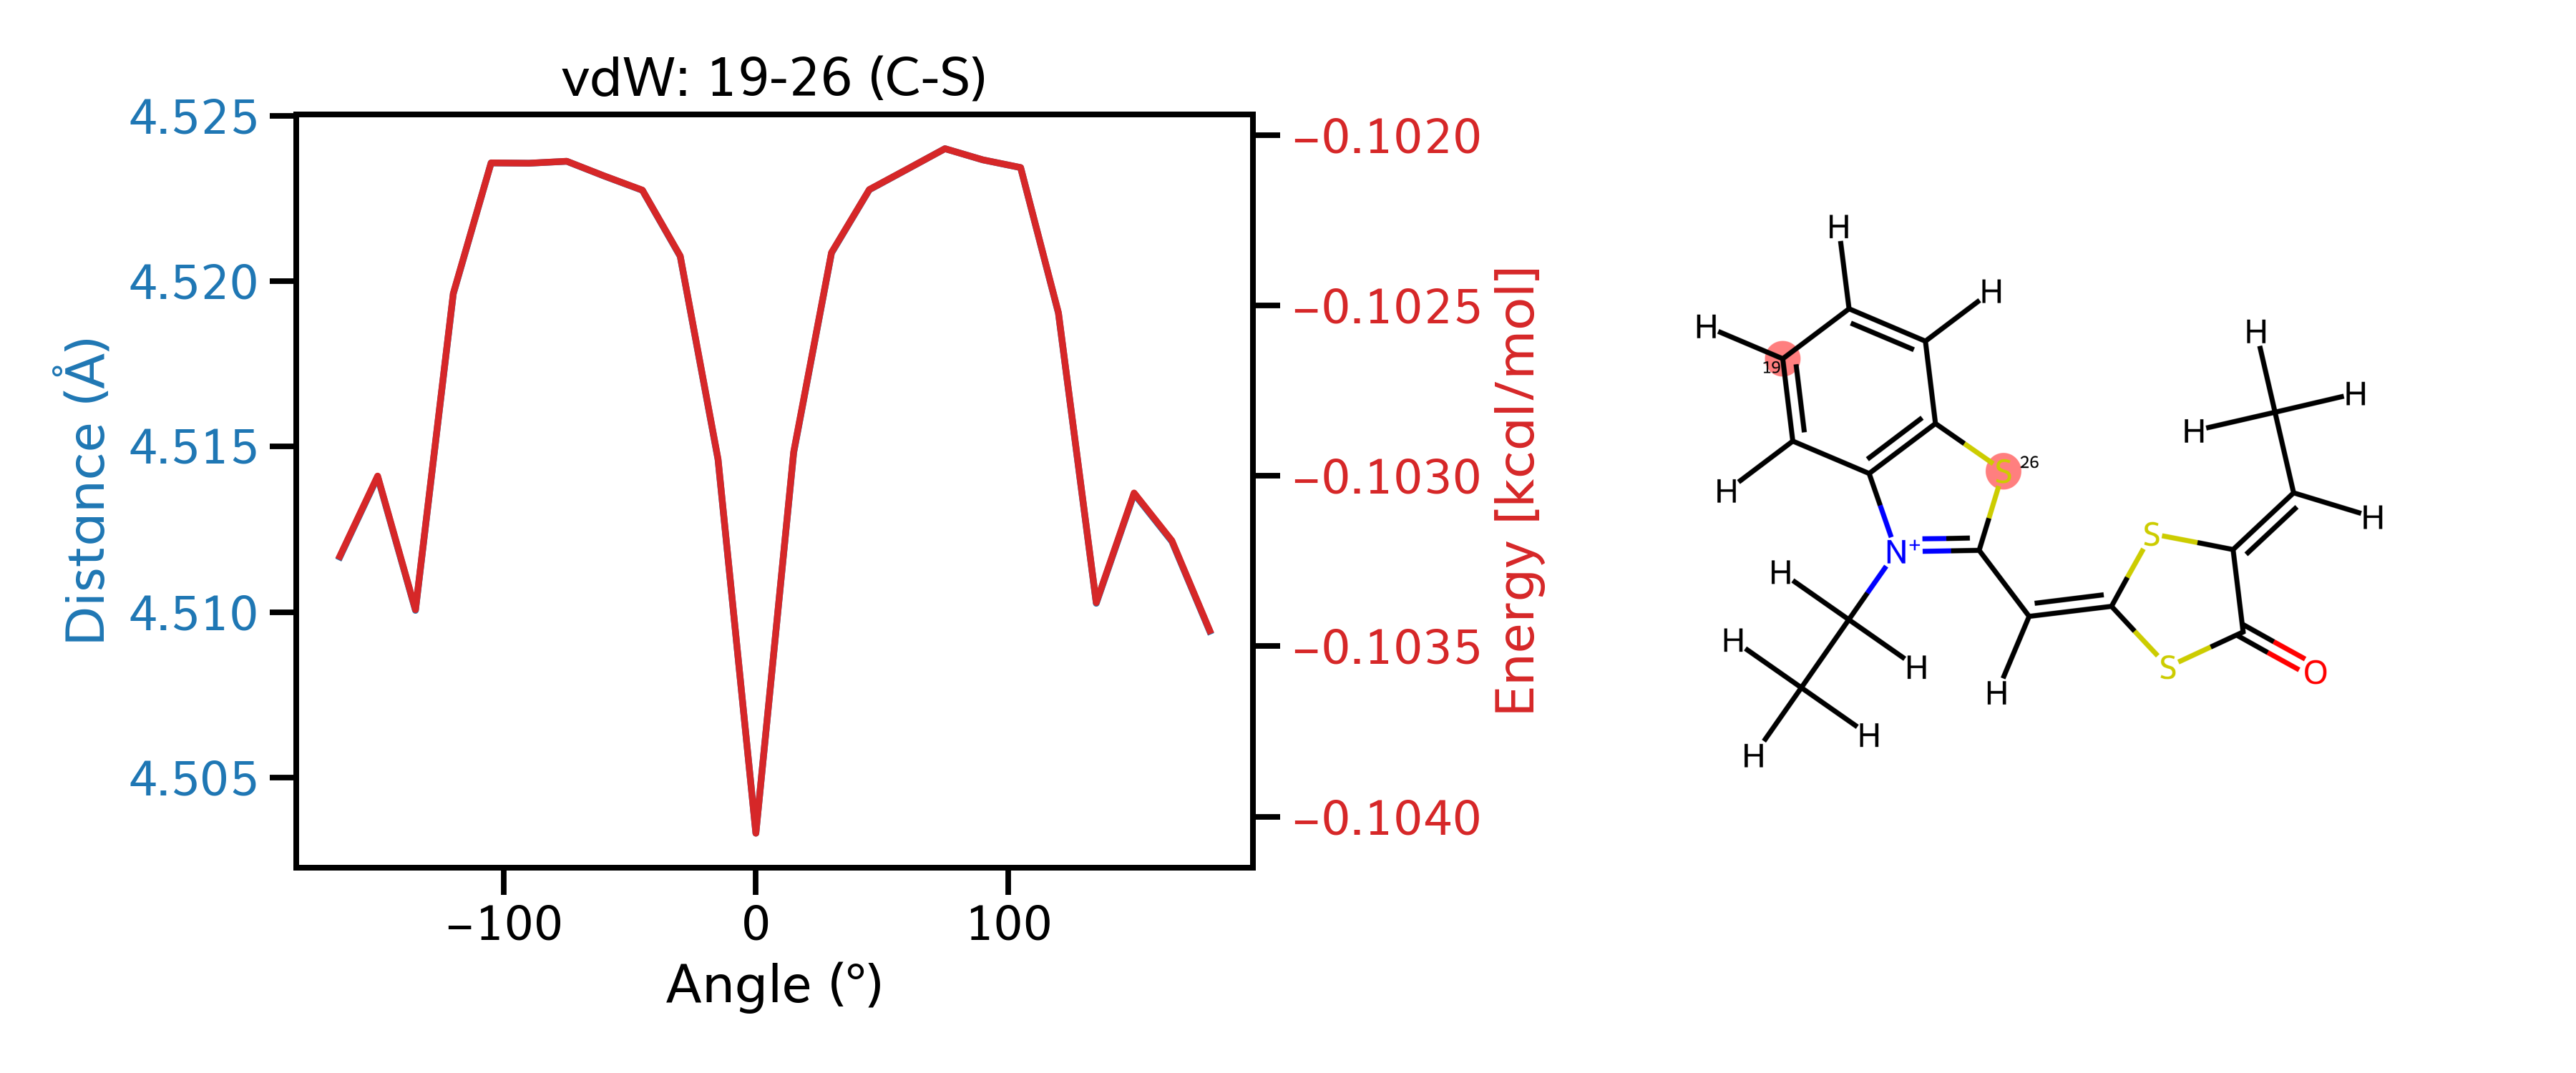 vdW: 19-26 (C-S)
4.525
4.520
4.515
4.510
4.505
Distance (Å)
−0.1020
−0.1025
−0.1030
−0.1035
−0.1040
Energy [kcal/mol]
−100
0
100
Angle (°)
H
H
H
H
19
H
H
S
26
H
H
S
H
N⁺
H
H
H
S
O
H
H
H